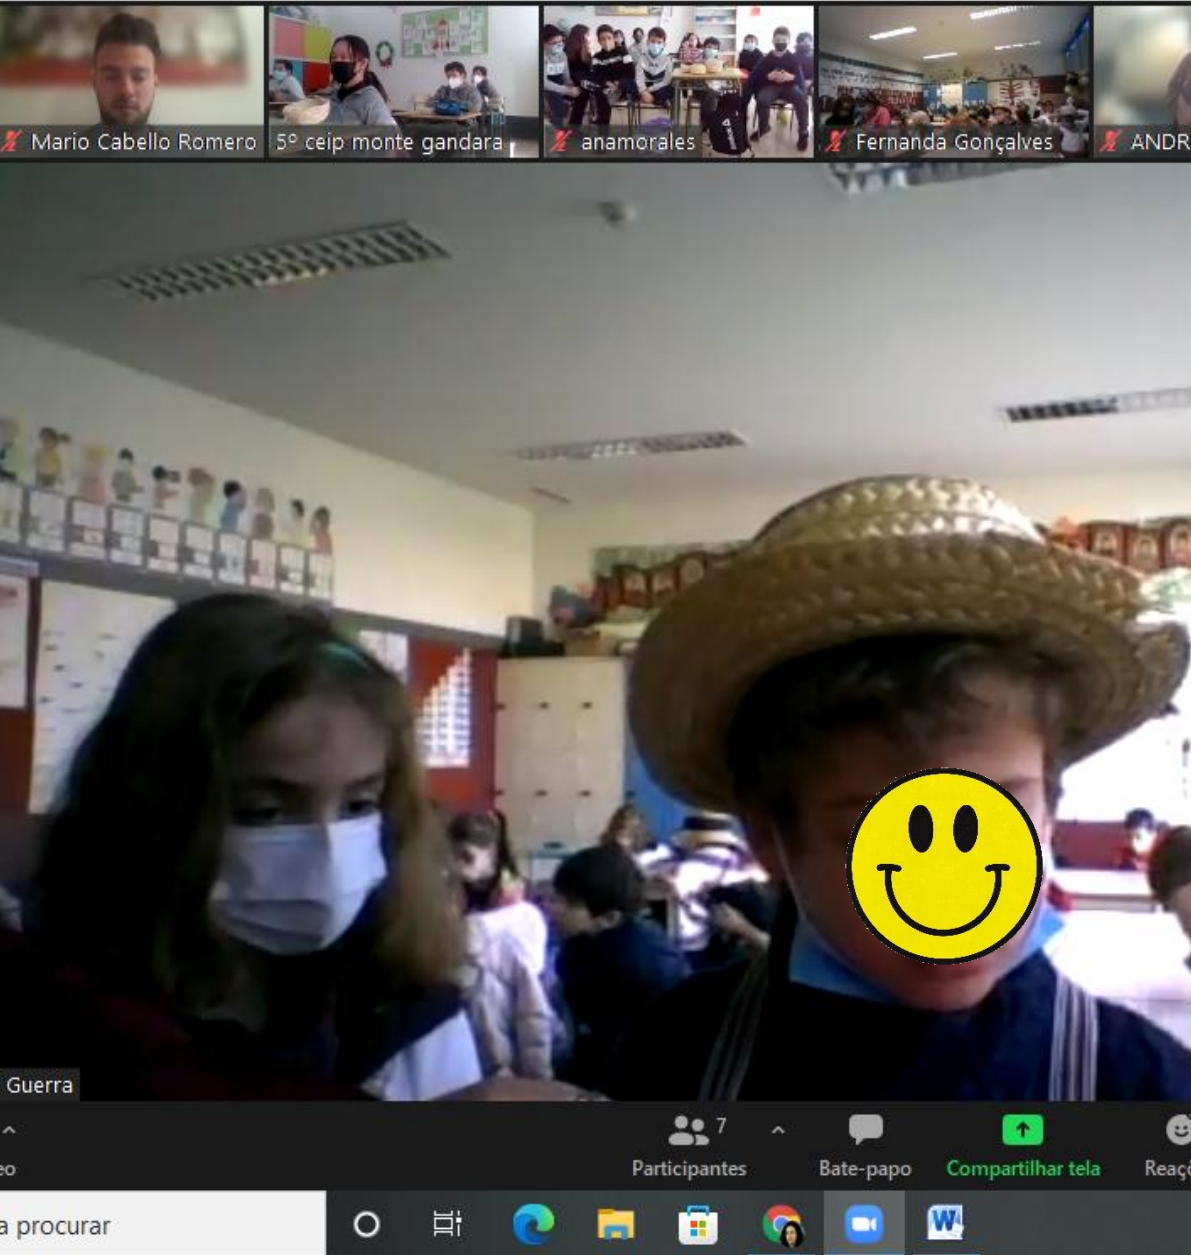 Mario Cabello Romero
5º ceip monte gandara
anamorales
Fernanda Gonçalves
ANDR
Guerra
eo
7
Participantes
Bate-papo
Compartilhar tela
Reaçõ
a procurar
W